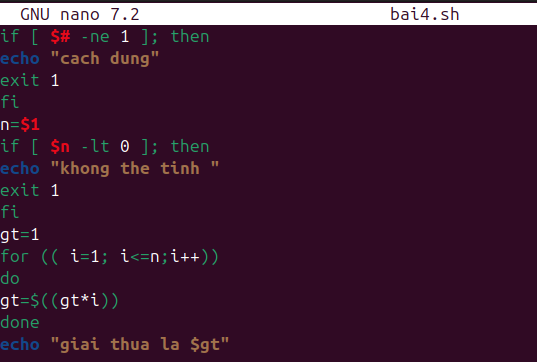 GNU nano 7.2 bai4.sh
if [ $# -ne 1 ]; then
echo "cach dung"
exit 1
fi
n=$1
if [ $n -lt 0 ]; then
echo "khong the tinh "
exit 1
fi
gt=1
for (( i=1; i<=n;i++))
do
gt=$((gt*i))
done
echo "giai thua la $gt"